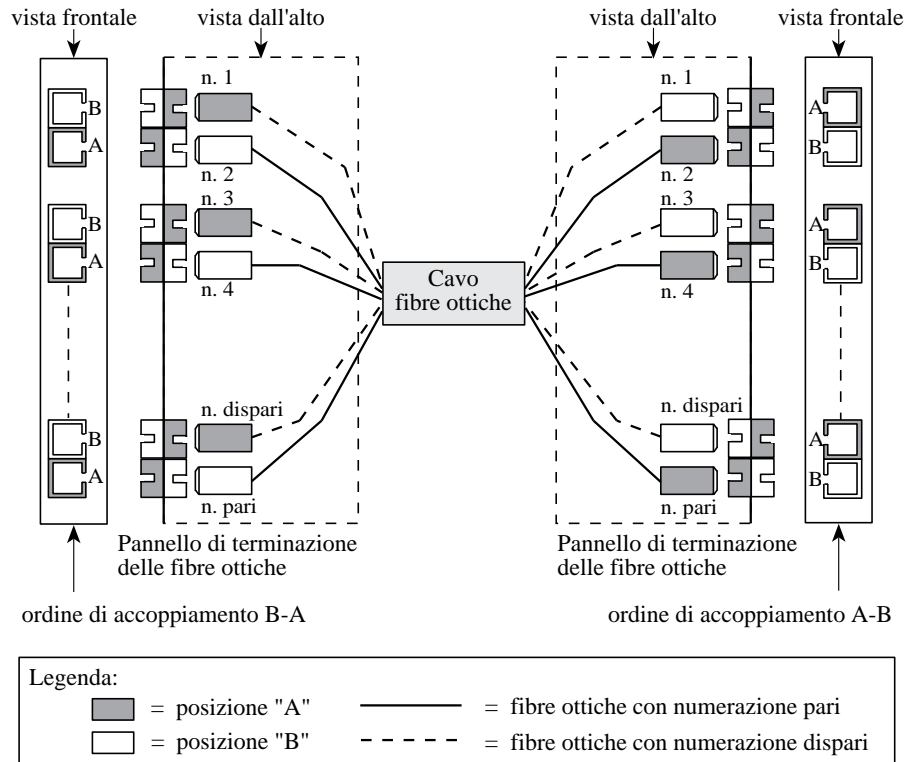 vista frontale
vista dall'alto
vista dall'alto
vista frontale
n. 1
n. 1
B
A
A
B
n. 2
n. 2
n. 3
n. 3
B
A
A
B
n. 4
n. 4
Cavo
fibre ottiche
n. dispari
n. dispari
B
A
A
B
n. pari
n. pari
Pannello di terminazione
delle fibre ottiche
Pannello di terminazione
delle fibre ottiche
ordine di accoppiamento B-A
ordine di accoppiamento A-B
Legenda:
= posizione "A"
= fibre ottiche con numerazione pari
= posizione "B"
= fibre ottiche con numerazione dispari